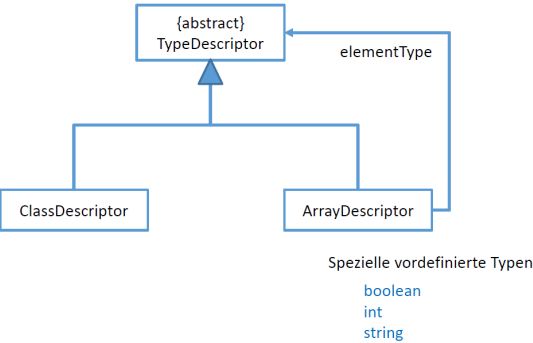 {abstract}
TypeDescriptor
elementType
ClassDescriptor
ArrayDescriptor
Spezielle vordefinierte Typen
boolean
int
string